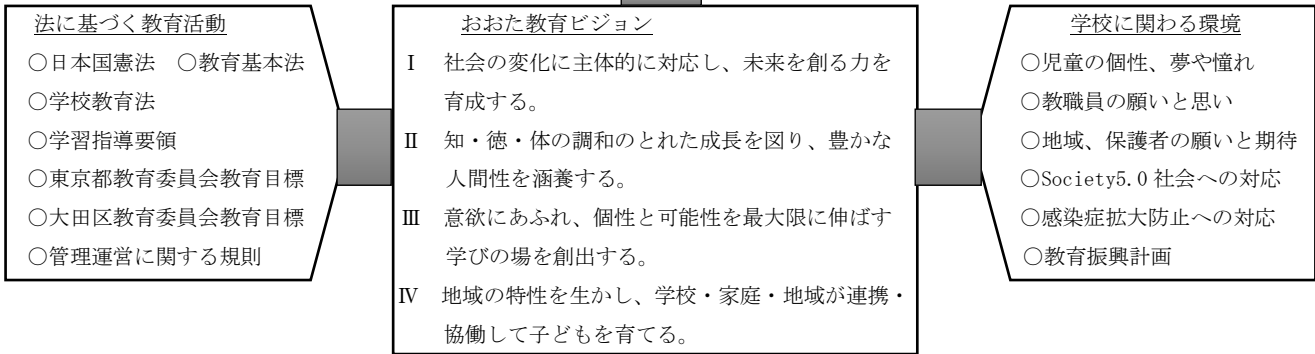 法に基づく教育活動
○日本国憲法　○教育基本法
○学校教育法
○学習指導要領
○東京都教育委員会教育目標
○大田区教育委員会教育目標
○管理運営に関する規則
おおた教育ビジョン
Ⅰ　社会の変化に主体的に対応し、未来を創る力を
育成する。
Ⅱ　知・徳・体の調和のとれた成長を図り、豊かな
人間性を涵養する。
Ⅲ　意欲にあふれ、個性と可能性を最大限に伸ばす
学びの場を創出する。
Ⅳ　地域の特性を生かし、学校・家庭・地域が連携・
協働して子どもを育てる。
学校に関わる環境
○児童の個性、夢や憧れ
○教職員の願いと思い
○地域、保護者の願いと期待
○Society5.0 社会への対応
○感染症拡大防止への対応
○教育振興計画